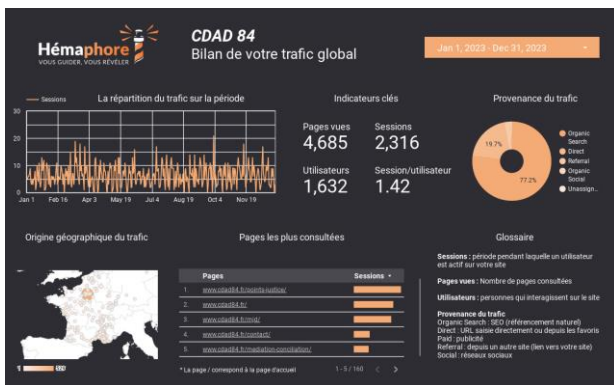 Hémaphore
VOUS GUIDER, VOUS RÉVÉLER
CDAD 84
Bilan de votre trafic global
Jan 1, 2023 - Dec 31, 2023
Sessions
La répartition du trafic sur la période
30
20
10
0
Jan 1 Feb 16 Apr 3 May 19 Jul 4 Aug 19 Oct 4 Nov 19
Indicateurs clés
Pages vues
4,685
Sessions
2,316
Utilisateurs
1,632
Session/utilisateur
1.42
Provenance du trafic
19.7%
77.2%
Organic
Search
Direct
Referral
Organic
Social
Unassign...
Origine géographique du trafic
1
Pages les plus consultées
Pages Sessions
1. www.cdad84.fr/points-justice/
2. www.cdad84.fr/
3. www.cdad84.fr/mjd/
4. www.cdad84.fr/contact/
5. www.cdad84.fr/mediation-conciliation/
* La page / correspond à la page d'accueil
1 - 5 / 160 < >
Glossaire
Sessions : période pendant laquelle un utilisateur
est actif sur votre site
Pages vues : Nombre de pages consultées
Utilisateurs : personnes qui interagissent sur le site
Provenance du trafic
Organic Search : SEO (référencement naturel)
Direct : URL saisie directement ou depuis les favoris
Paid : publicité
Referral : depuis un autre site (lien vers votre site)
Social : réseaux sociaux